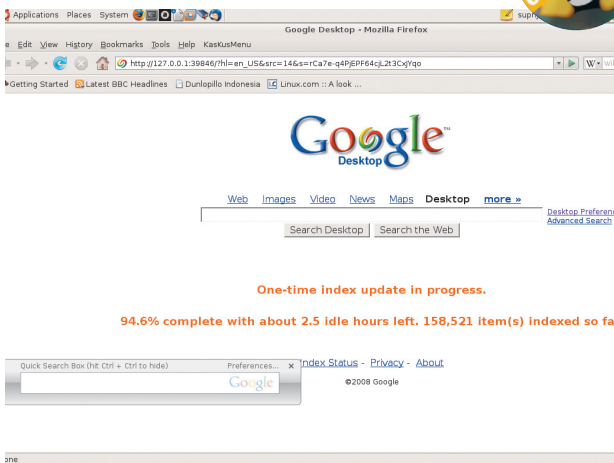 Applications Places System
Google Desktop - Mozilla Firefox
Edit View History Bookmarks Tools Help KasKusMenu
http://127.0.0.1:39846/?hl=en_US&src=14&s=rCa7e-q4PJEPF64cjL2t3CxJYqo
W
Getting Started Latest BBC Headlines Dunlopillo Indonesia Linux.com :: A look ...
Google™
Desktop
Web Images Video News Maps Desktop more »
Desktop Preferen
Advanced Search
Search Desktop Search the Web
One-time index update in progress.
94.6% complete with about 2.5 idle hours left. 158,521 item(s) indexed so fa
Index Status - Privacy - About
©2008 Google
Quick Search Box (hit Ctrl + Ctrl to hide) Preferences... x
Google